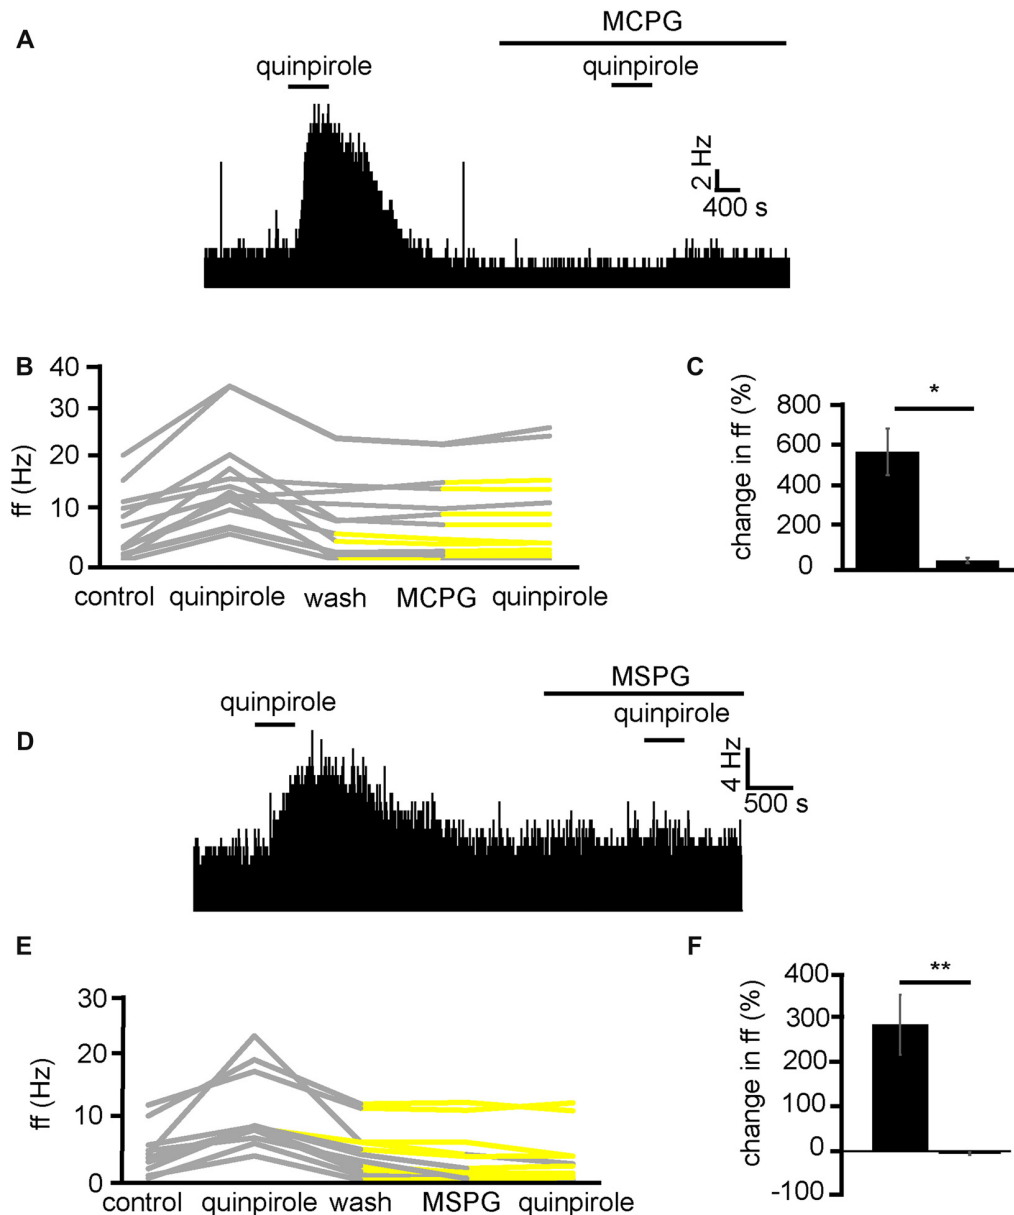 A
MCPG
quinpirole
quinpirole
2 Hz
400 s
B
40
30
20
10
0
ff (Hz)
control
quinpirole
wash
MCPG
quinpirole
C
800
600
400
200
0
change in ff (%)
*
D
MSPG
quinpirole
quinpirole
4 Hz
500 s
E
30
20
10
0
ff (Hz)
control
quinpirole
wash
MSPG
quinpirole
F
400
300
200
100
0
-100
change in ff (%)
**